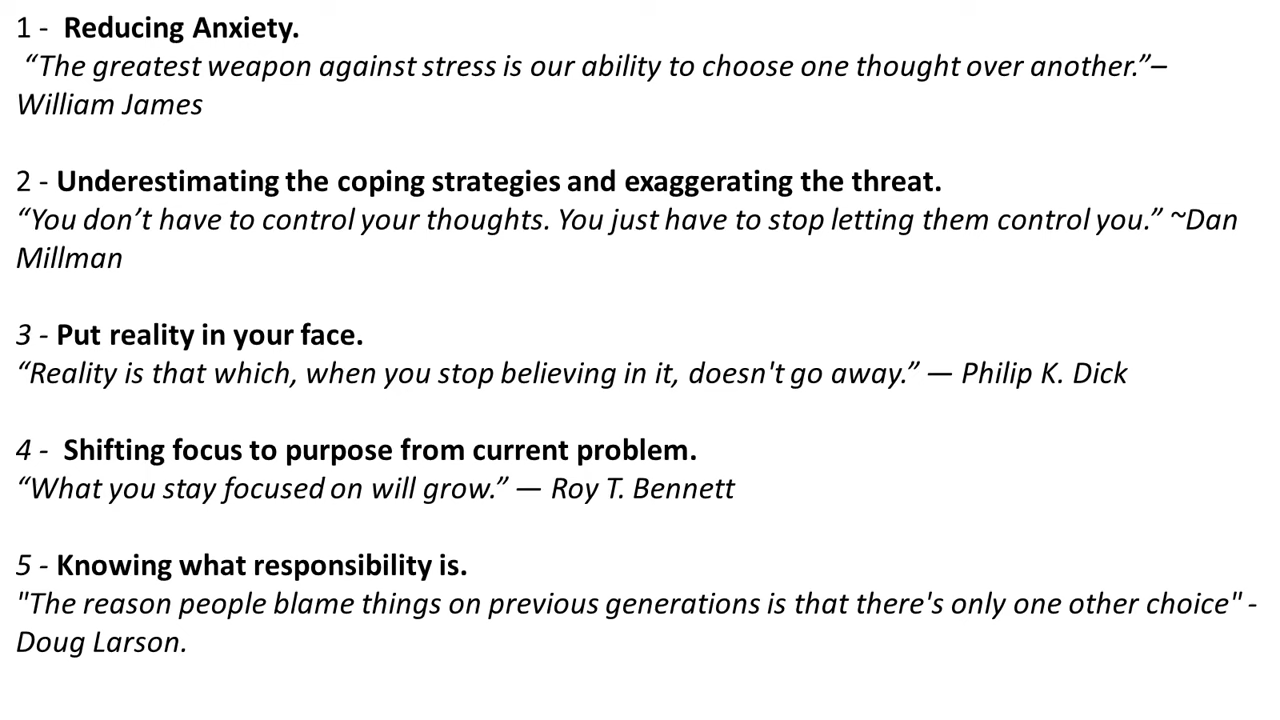 1 -  Reducing Anxiety.
“The greatest weapon against stress is our ability to choose one thought over another.”–
William James
2 - Underestimating the coping strategies and exaggerating the threat.
“You don’t have to control your thoughts. You just have to stop letting them control you.” ~Dan
Millman
3 - Put reality in your face.
“Reality is that which, when you stop believing in it, doesn't go away.” — Philip K. Dick
4 -  Shifting focus to purpose from current problem.
“What you stay focused on will grow.” — Roy T. Bennett
5 - Knowing what responsibility is.
"The reason people blame things on previous generations is that there's only one other choice" -
Doug Larson.